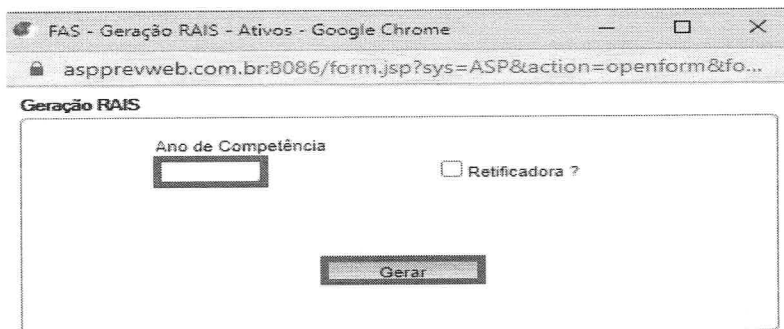 FAS - Geração RAIS - Ativos - Google Chrome
aspprevweb.com.br:8086/form.jsp?sys=ASP&action=openform&fo...
Geração RAIS
Ano de Competência
Retificadora ?
Gerar